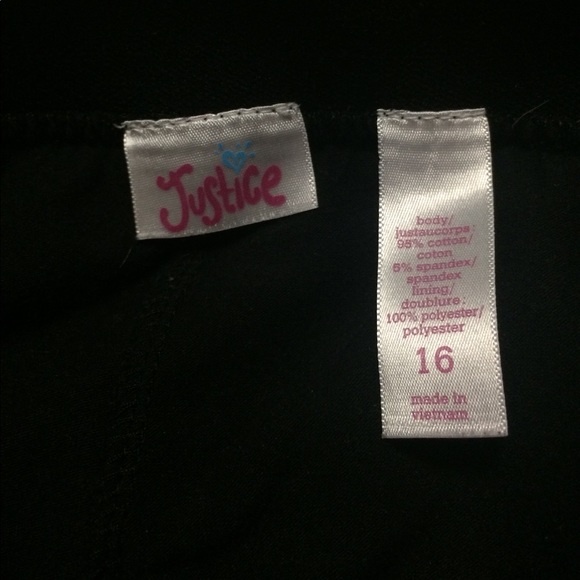 Justice
body/
justaucorps:
95% cotton/
coton
5% spandex/
spandex
lining/
doublure:
100% polyester/
polyester
16
made in
vietnam